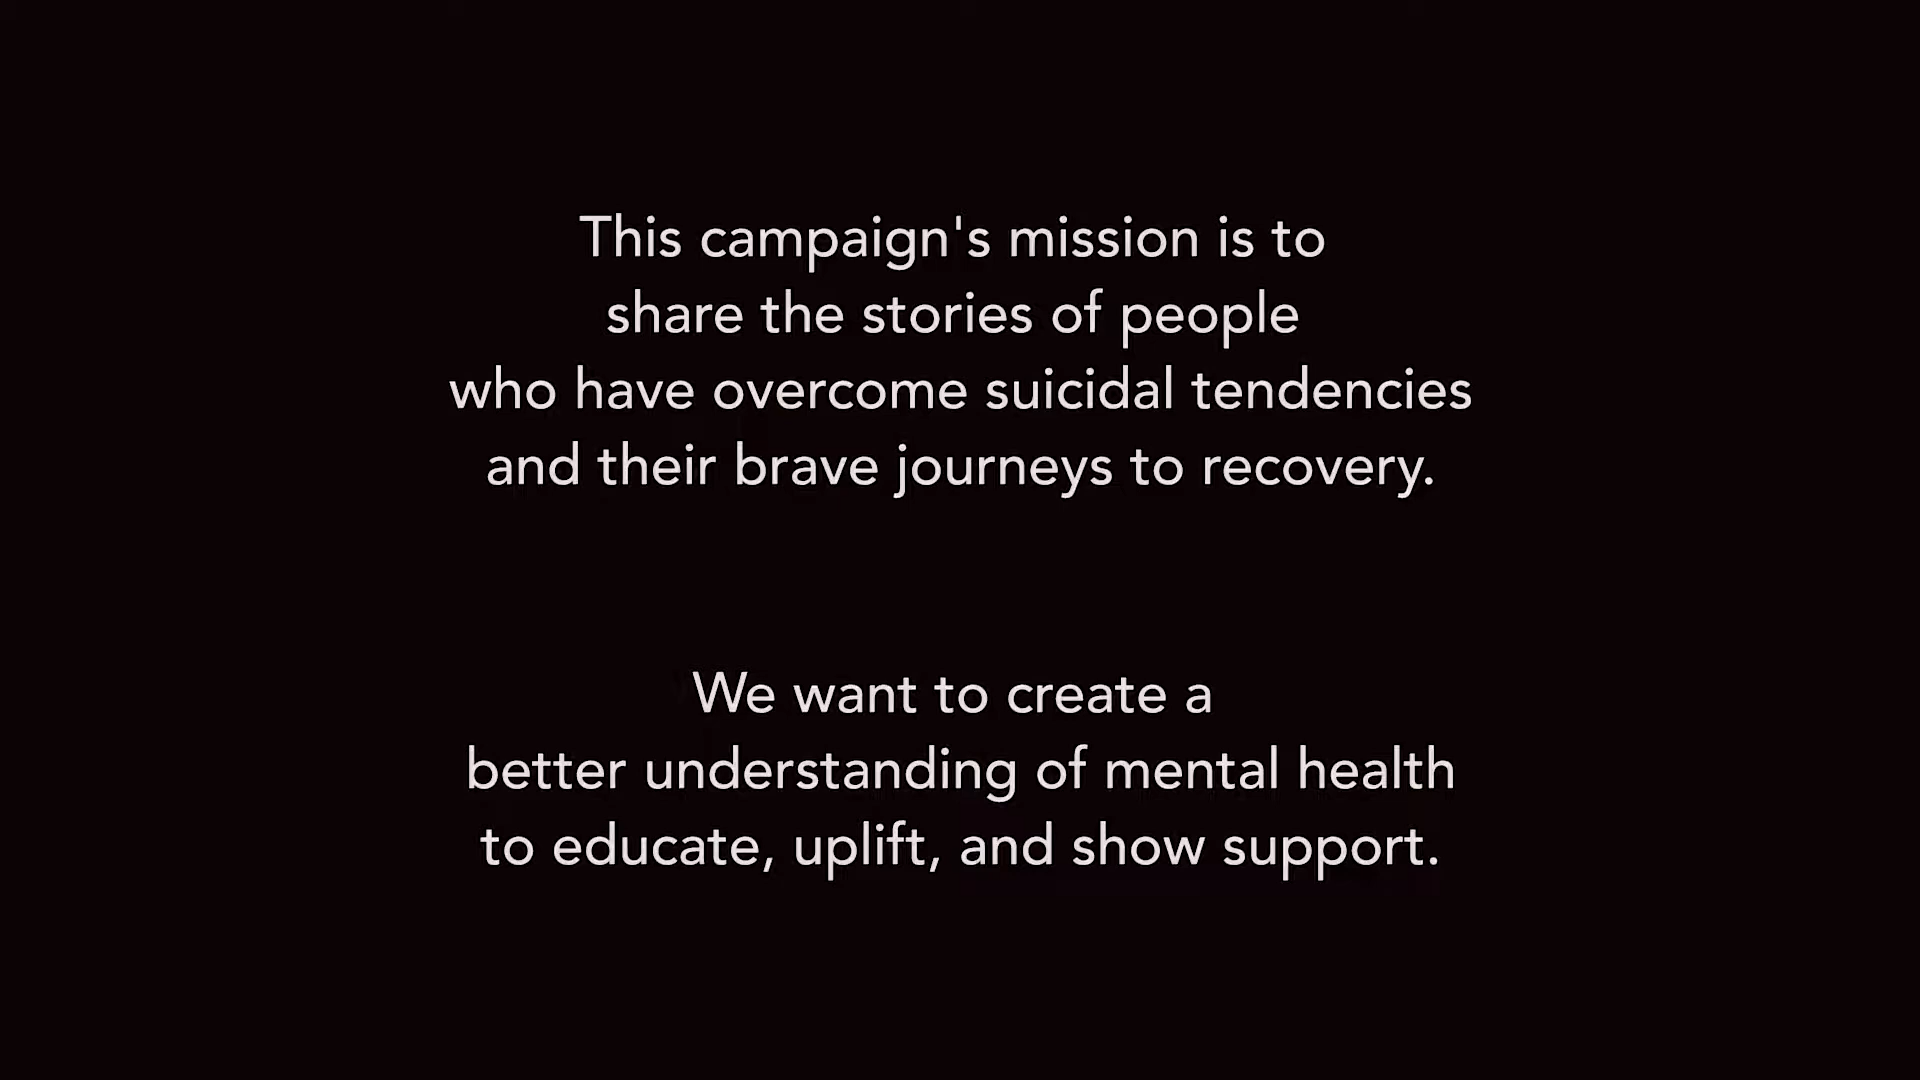 This campaign's mission is to
share the stories of people
who have overcome suicidal tendencies
and their brave journeys to recovery.
We want to create a
better understanding of mental health
to educate, uplift, and show support.